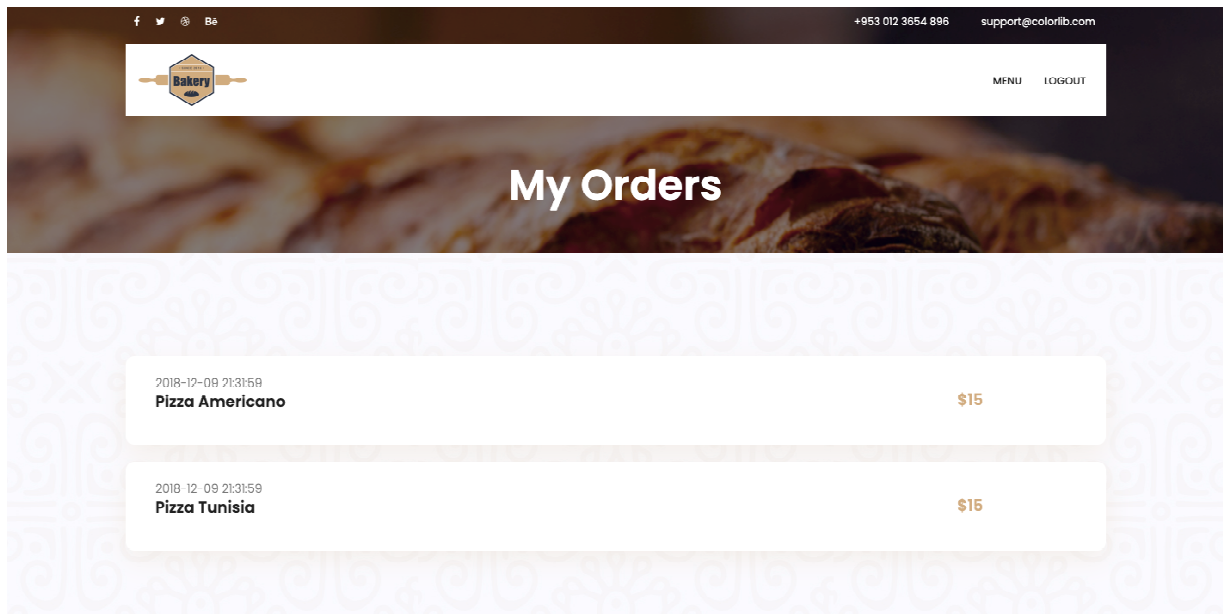 +953 012 3654 896
support@colorlib.com
Bakery
MENU
LOGOUT
My Orders
2018-12-09 21:31:59
Pizza Americano
$15
2018-12-09 21:31:59
Pizza Tunisia
$15